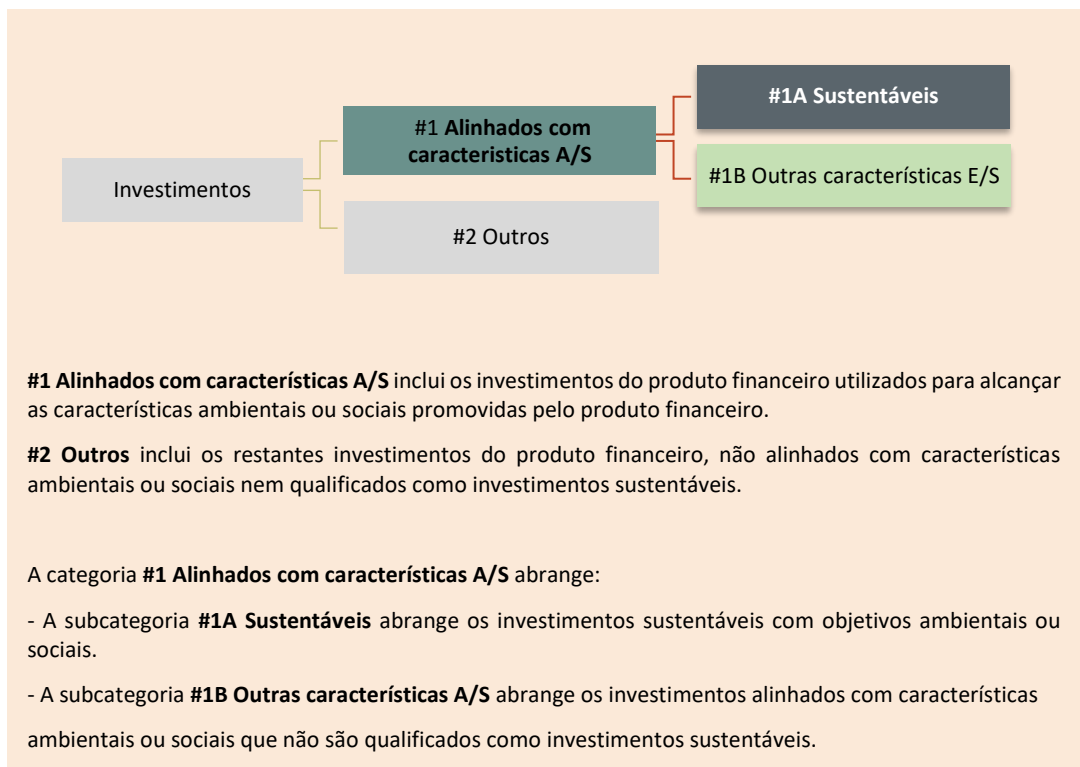 #1A Sustentáveis
#1 Alinhados com
caracteristicas A/S
#1B Outras características E/S
Investimentos
#2 Outros
#1 Alinhados com características A/S inclui os investimentos do produto financeiro utilizados para alcançar
as características ambientais ou sociais promovidas pelo produto financeiro.
#2 Outros inclui os restantes investimentos do produto financeiro, não alinhados com características
ambientais ou sociais nem qualificados como investimentos sustentáveis.
A categoria #1 Alinhados com características A/S abrange:
- A subcategoria #1A Sustentáveis abrange os investimentos sustentáveis com objetivos ambientais ou
sociais.
- A subcategoria #1B Outras características A/S abrange os investimentos alinhados com características
ambientais ou sociais que não são qualificados como investimentos sustentáveis.